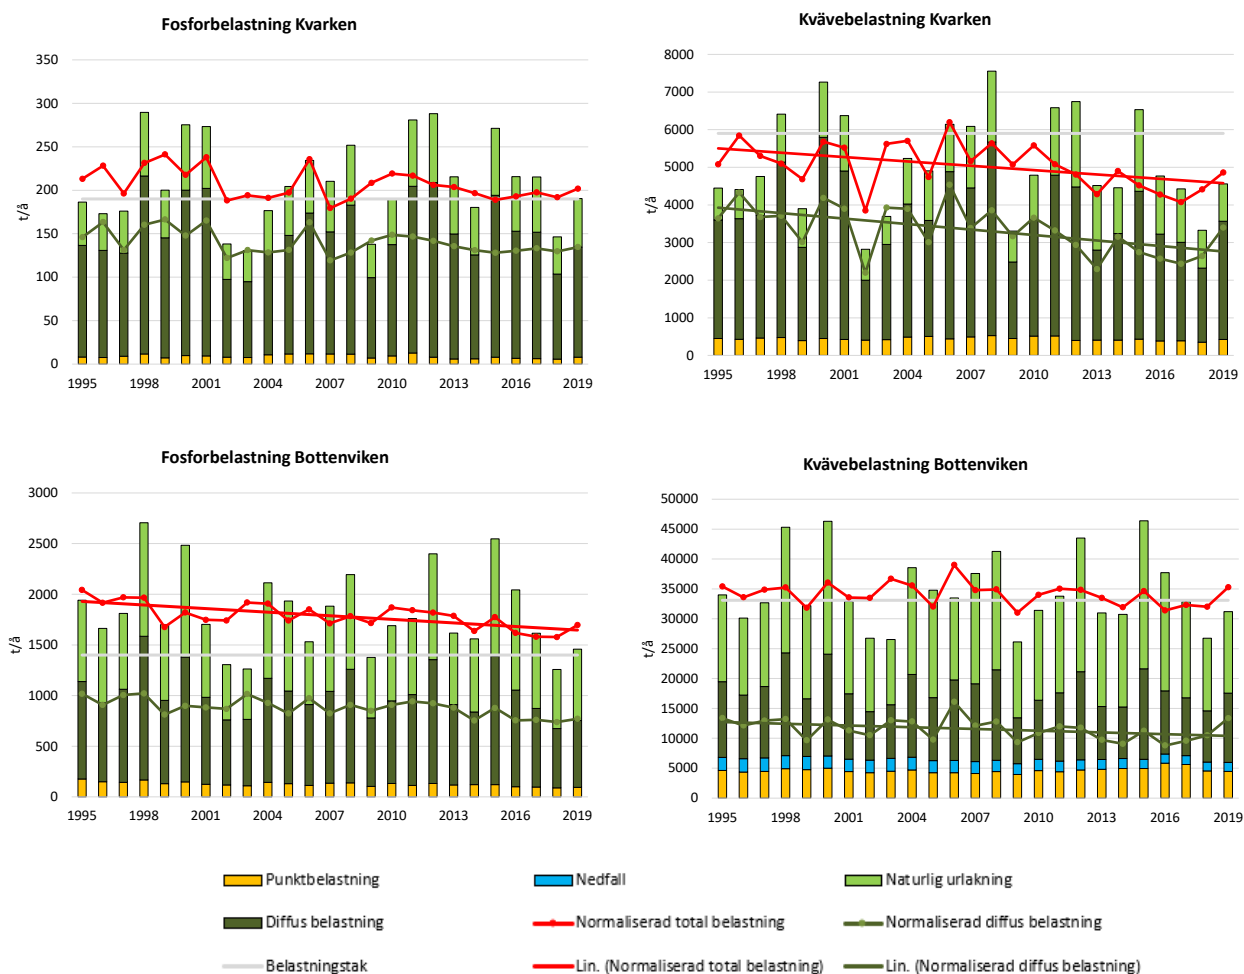 Fosforbelastning Kvarken
350
300
250
200
150
100
50
0
t/å
1995 1998 2001 2004 2007 2010 2013 2016 2019
Kvävebelastning Kvarken
8000
7000
6000
5000
4000
3000
2000
1000
0
t/å
1995 1998 2001 2004 2007 2010 2013 2016 2019
Fosforbelastning Bottenviken
3000
2500
2000
1500
1000
500
0
t/å
1995 1998 2001 2004 2007 2010 2013 2016 2019
Kvävebelastning Bottenviken
50000
45000
40000
35000
30000
25000
20000
15000
10000
5000
0
t/å
1995 1998 2001 2004 2007 2010 2013 2016 2019
Punktbelastning Nedfall Naturlig urlakning
Diffus belastning Normaliserad total belastning Normaliserad diffus belastning
Belastningstak Lin. (Normaliserad total belastning) Lin. (Normaliserad diffus belastning)